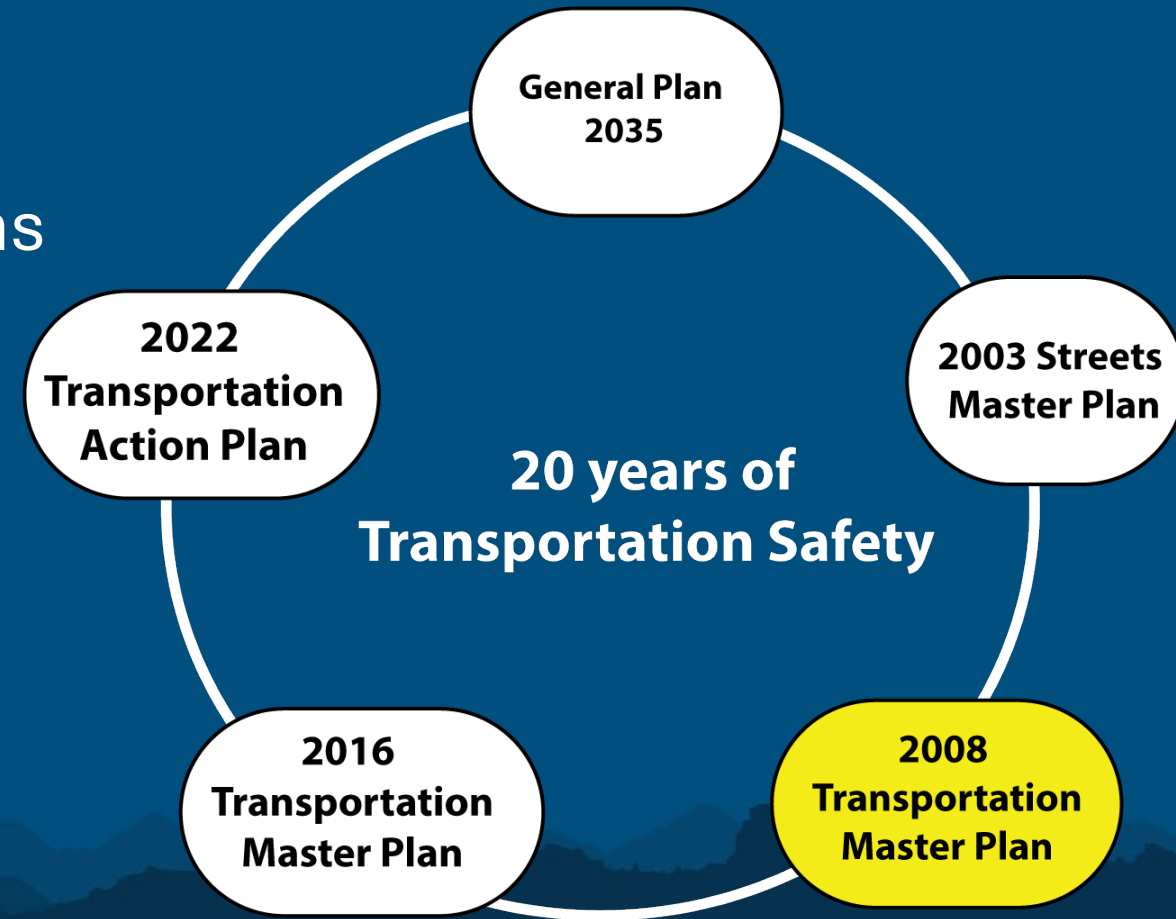 General Plan
2035
2022
Transportation
Action Plan
2003 Streets
Master Plan
20 years of
Transportation Safety
2016
Transportation
Master Plan
2008
Transportation
Master Plan